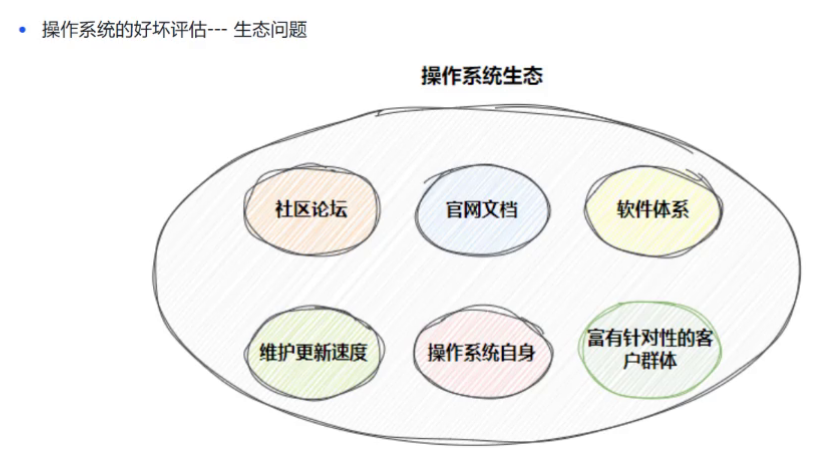 操作系统的好坏评估--- 生态问题
操作系统生态
社区论坛
官网文档
软件体系
维护更新速度
操作系统自身
富有针对性的客
户群体